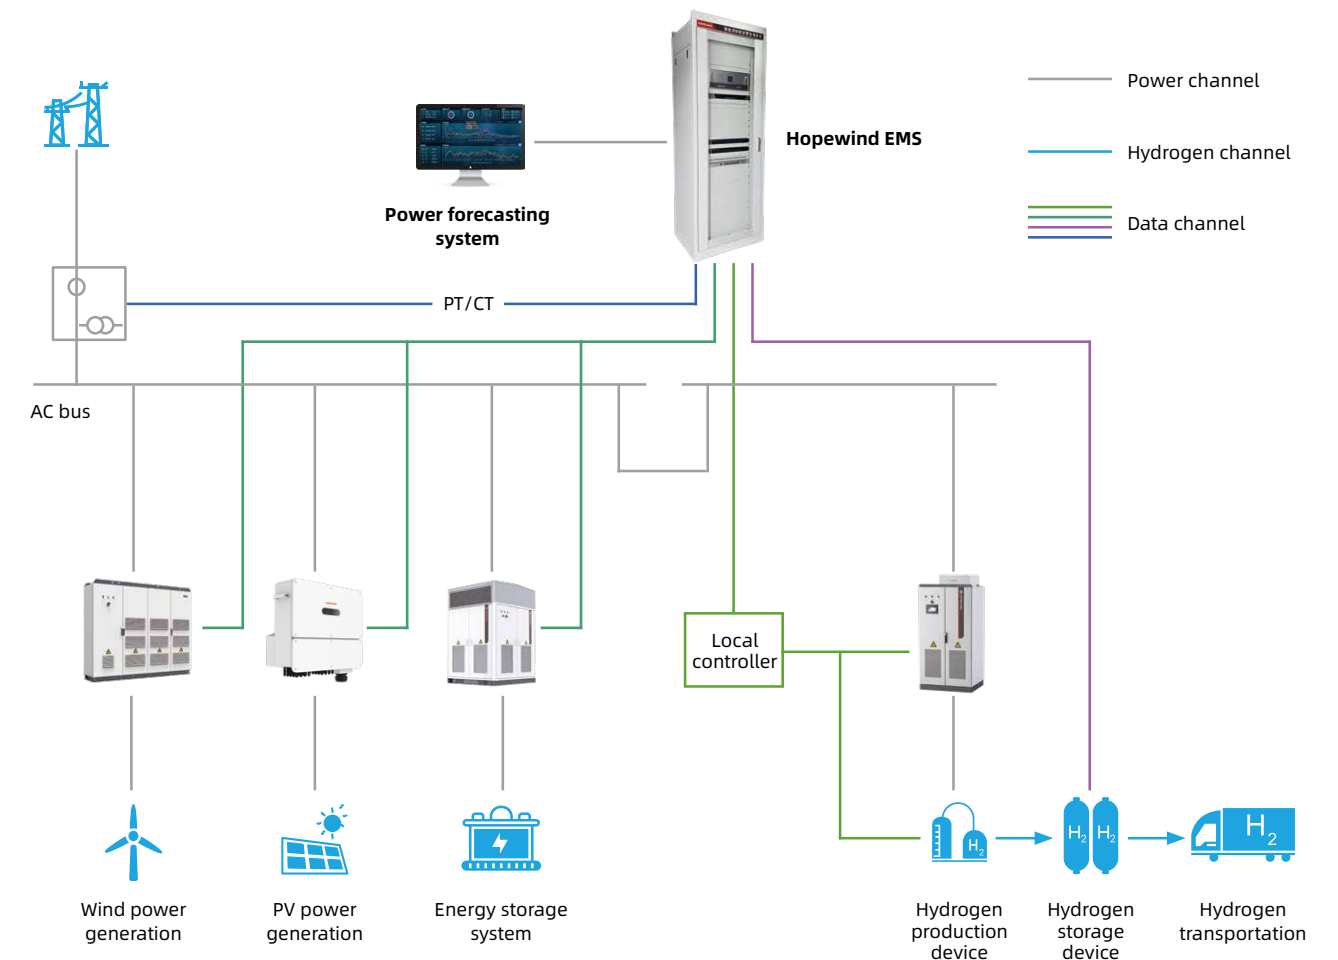 Power channel
Hopewind EMS
Hydrogen channel
Power forecasting
system
Data channel
PT/CT
AC bus
Local
controller
H2
H2
H2
H2
Wind power
generation
PV power
generation
Energy storage
system
Hydrogen
production
device
Hydrogen
storage
device
Hydrogen
transportation